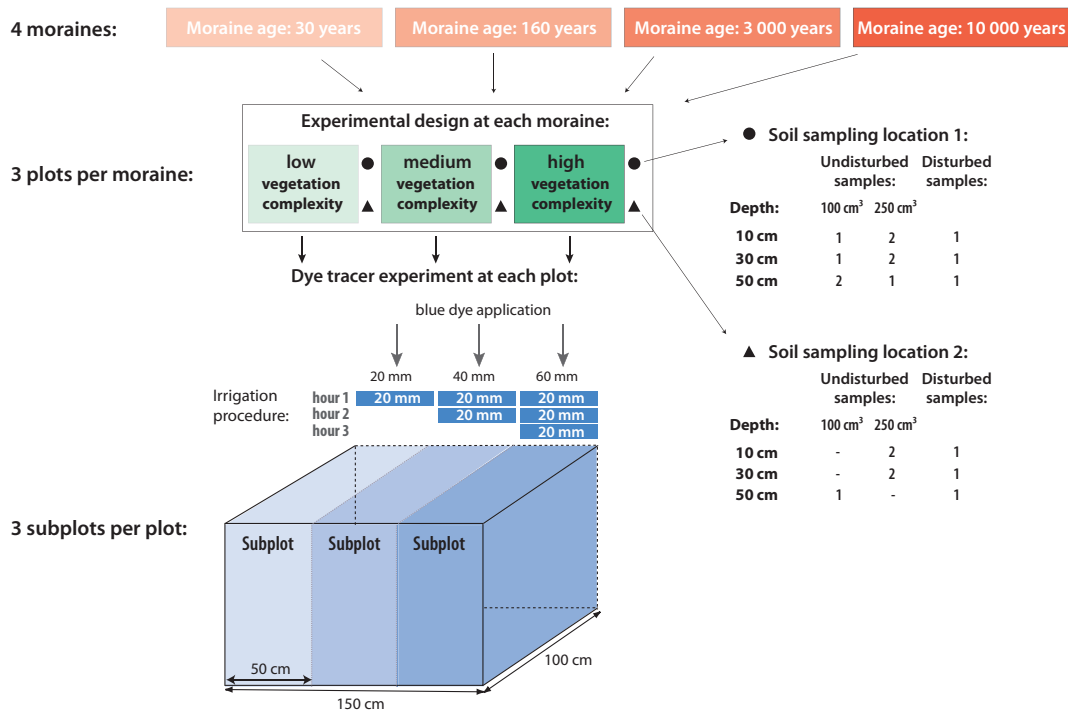 4 moraines:
Moraine age: 30 years
Moraine age: 160 years
Moraine age: 3 000 years
Moraine age: 10 000 years
3 plots per moraine:
Experimental design at each moraine:
low
vegetation
complexity
medium
vegetation
complexity
high
vegetation
complexity
Soil sampling location 1:
Undisturbed Disturbed
samples: samples:
Depth: 100 cm³ 250 cm³
10 cm 1 2 1
30 cm 1 2 1
50 cm 2 1 1
Dye tracer experiment at each plot:
blue dye application
20 mm 40 mm 60 mm
Irrigation
procedure:
hour 1 20 mm 20 mm 20 mm
hour 2 20 mm 20 mm
hour 3 20 mm
Soil sampling location 2:
Undisturbed Disturbed
samples: samples:
Depth: 100 cm³ 250 cm³
10 cm - 2 1
30 cm - 2 1
50 cm 1 - 1
3 subplots per plot:
Subplot Subplot Subplot
50 cm
150 cm
100 cm